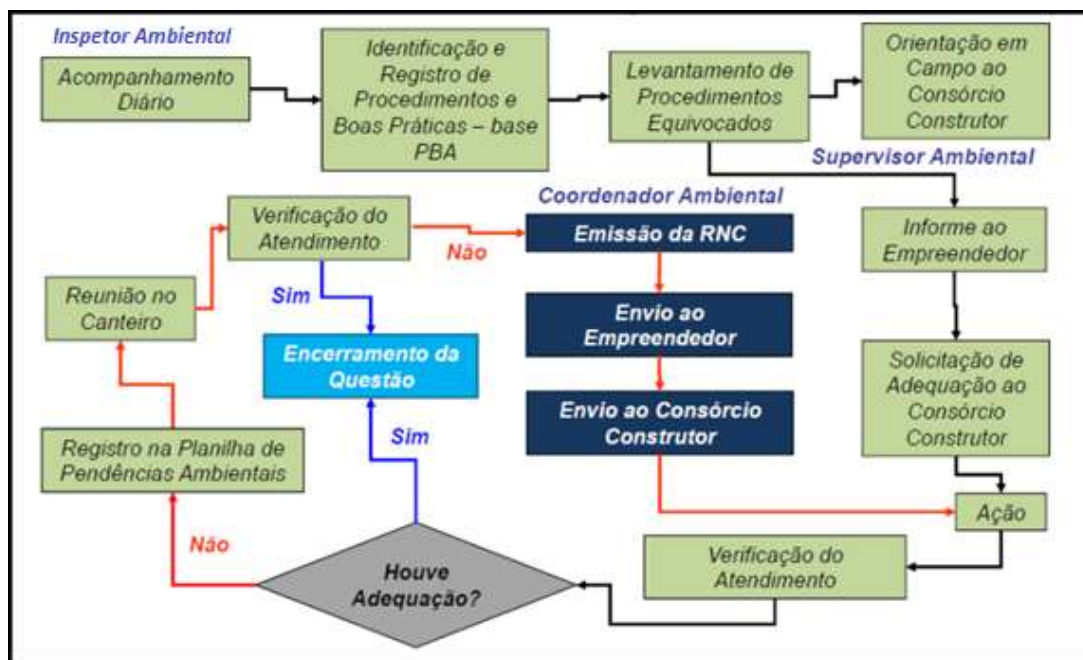 Inspetor Ambiental
Acompanhamento
Diário
Identificação e
Registro de
Procedimentos e
Boas Práticas – base
PBA
Levantamento de
Procedimentos
Equivocados
Orientação em
Campo ao
Consórcio
Construtor
Supervisor Ambiental
Informe ao
Empreendedor
Solicitação de
Adequação ao
Consórcio
Construtor
Ação
Verificação do
Atendimento
Houve
Adequação?
Sim
Não
Encerramento da
Questão
Registro na Planilha de
Pendências Ambientais
Reunião no
Canteiro
Verificação do
Atendimento
Sim
Não
Coordenador Ambiental
Emissão da RNC
Envio ao
Empreendedor
Envio ao Consórcio
Construtor